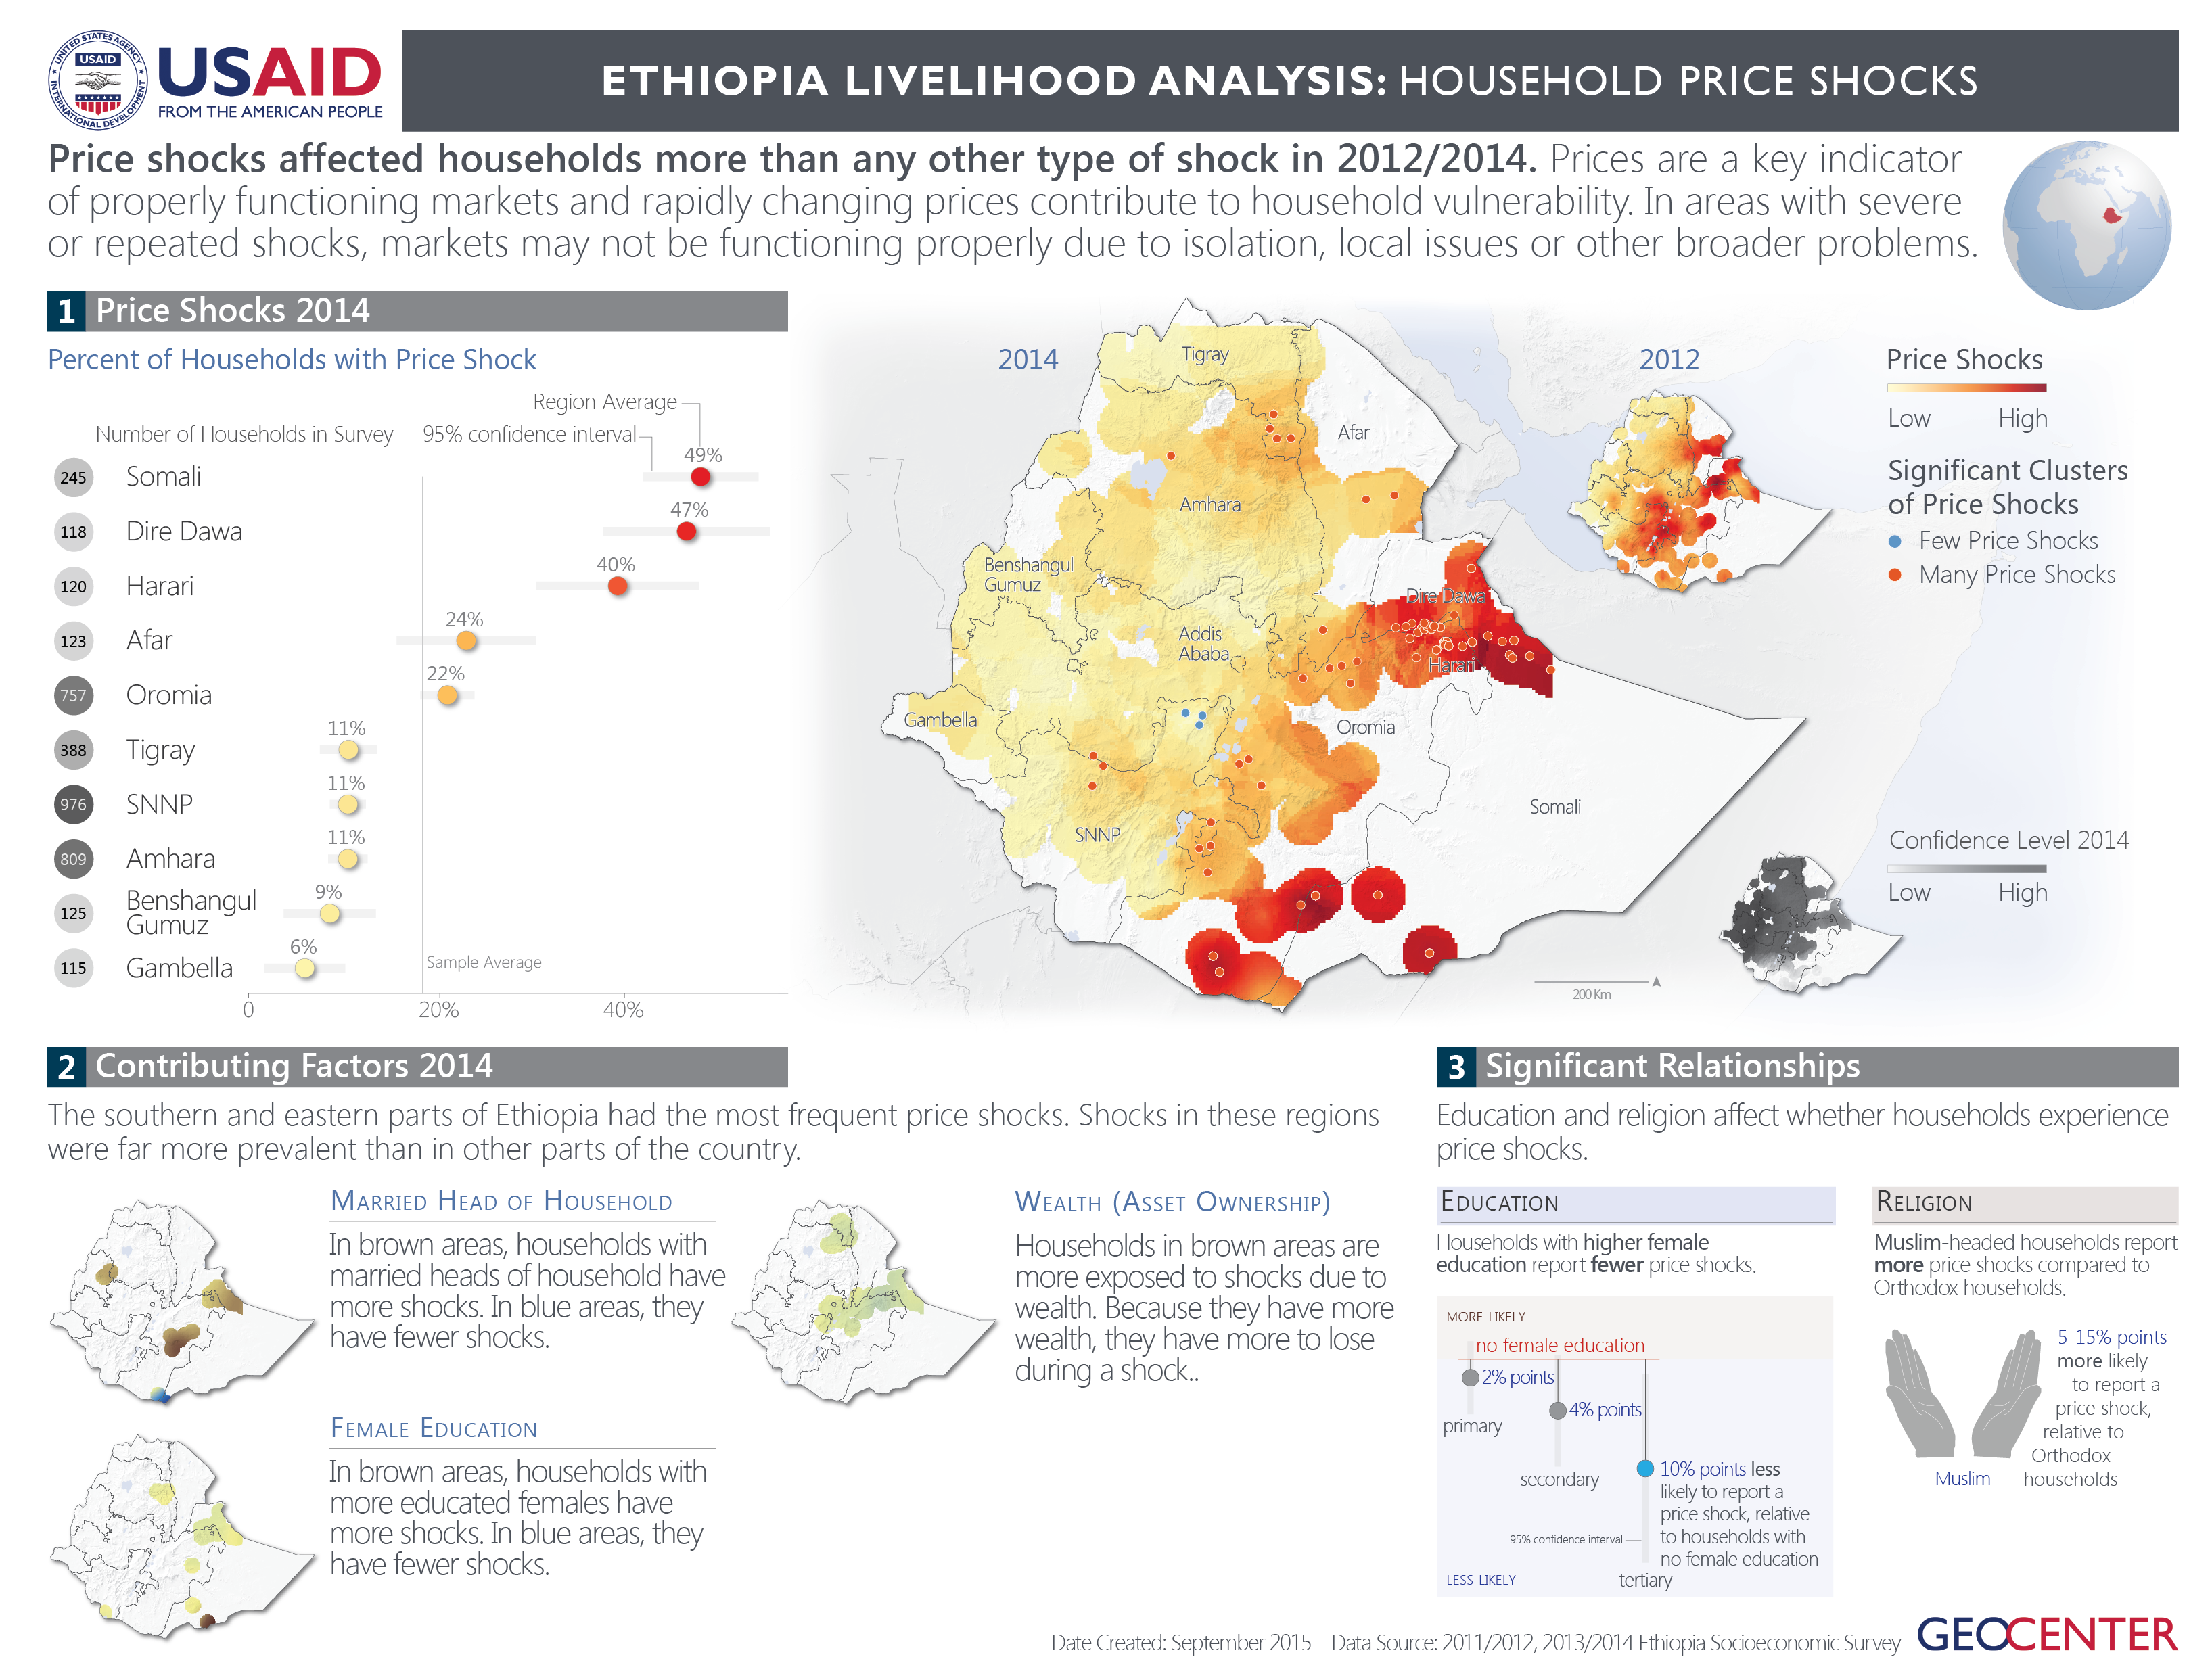 UNITED STATES AGENCY
USAID
INTERNATIONAL DEVELOPMENT
USAID
FROM THE AMERICAN PEOPLE
ETHIOPIA LIVELIHOOD ANALYSIS: HOUSEHOLD PRICE SHOCKS
Price shocks affected households more than any other type of shock in 2012/2014. Prices are a key indicator
of properly functioning markets and rapidly changing prices contribute to household vulnerability. In areas with severe
or repeated shocks, markets may not be functioning properly due to isolation, local issues or other broader problems.
1 Price Shocks 2014
Percent of Households with Price Shock
Region Average
Number of Households in Survey
95% confidence interval
49%
245 Somali
47%
118 Dire Dawa
40%
120 Harari
24%
123 Afar
22%
757 Oromia
11%
388 Tigray
11%
976 SNNP
11%
809 Amhara
9%
125 Benshangul
Gumuz
6%
115 Gambella
Sample Average
0 20% 40%
2014
Tigray
Afar
Amhara
Benshangul
Gumuz
Dire Dawa
Addis
Ababa
Harari
Gambella
Oromia
Somali
SNNP
200 Km
2012
Price Shocks
Low High
Significant Clusters
of Price Shocks
Few Price Shocks
Many Price Shocks
Confidence Level 2014
Low High
2 Contributing Factors 2014
The southern and eastern parts of Ethiopia had the most frequent price shocks. Shocks in these regions
were far more prevalent than in other parts of the country.
Married Head of Household
In brown areas, households with
married heads of household have
more shocks. In blue areas, they
have fewer shocks.
Female Education
In brown areas, households with
more educated females have
more shocks. In blue areas, they
have fewer shocks.
Wealth (Asset Ownership)
Households in brown areas are
more exposed to shocks due to
wealth. Because they have more
wealth, they have more to lose
during a shock..
3 Significant Relationships
Education and religion affect whether households experience
price shocks.
Education
Households with higher female
education report fewer price shocks.
MORE LIKELY
no female education
2% points
4% points
primary
secondary
10% points less
likely to report a
price shock, relative
to households with
no female education
95% confidence interval
LESS LIKELY
tertiary
Religion
Muslim-headed households report
more price shocks compared to
Orthodox households.
5-15% points
more likely
to report a
price shock,
relative to
Orthodox
households
Muslim
Date Created: September 2015 Data Source: 2011/2012, 2013/2014 Ethiopia Socioeconomic Survey
GEOCENTER